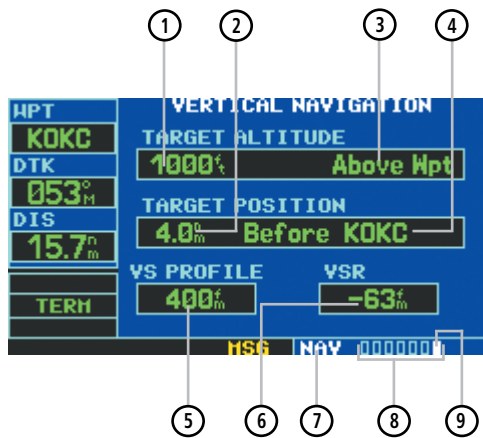 1 2 3 4
WPT
VERTICAL NAVIGATION
KOKC
TARGET ALTITUDE
DTK
1000ft Above Wpt
053°M
TARGET POSITION
DIS
4.0nm Before KOKC
15.7nm
VS PROFILE VSR
400fm -63fm
TERM
MSG NAV
5 6 7 8 9